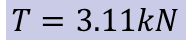 T = 3.11kN